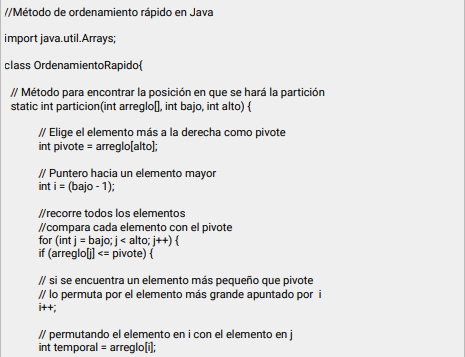 //Método de ordenamiento rápido en Java
import java.util.Arrays;
class OrdenamientoRapido{
// Método para encontrar la posición en que se hará la partición
static int particion(int arreglo[], int bajo, int alto) {
// Elige el elemento más a la derecha como pivote
int pivote = arreglo[alto];
// Puntero hacia un elemento mayor
int i = (bajo - 1);
//recorre todos los elementos
//compara cada elemento con el pivote
for (int j = bajo; j < alto; j++) {
if (arreglo[j] <= pivote) {
// si se encuentra un elemento más pequeño que pivote
// lo permuta por el elemento más grande apuntado por i
i++;
// permutando el elemento en i con el elemento en j
int temporal = arreglo[i];